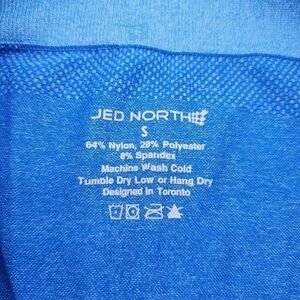 JED NORTH
S
64% Nylon, 28% Polyester
8% Spandex
Machine Wash Cold
Tumble Dry Low or Hang Dry
Designed in Toronto